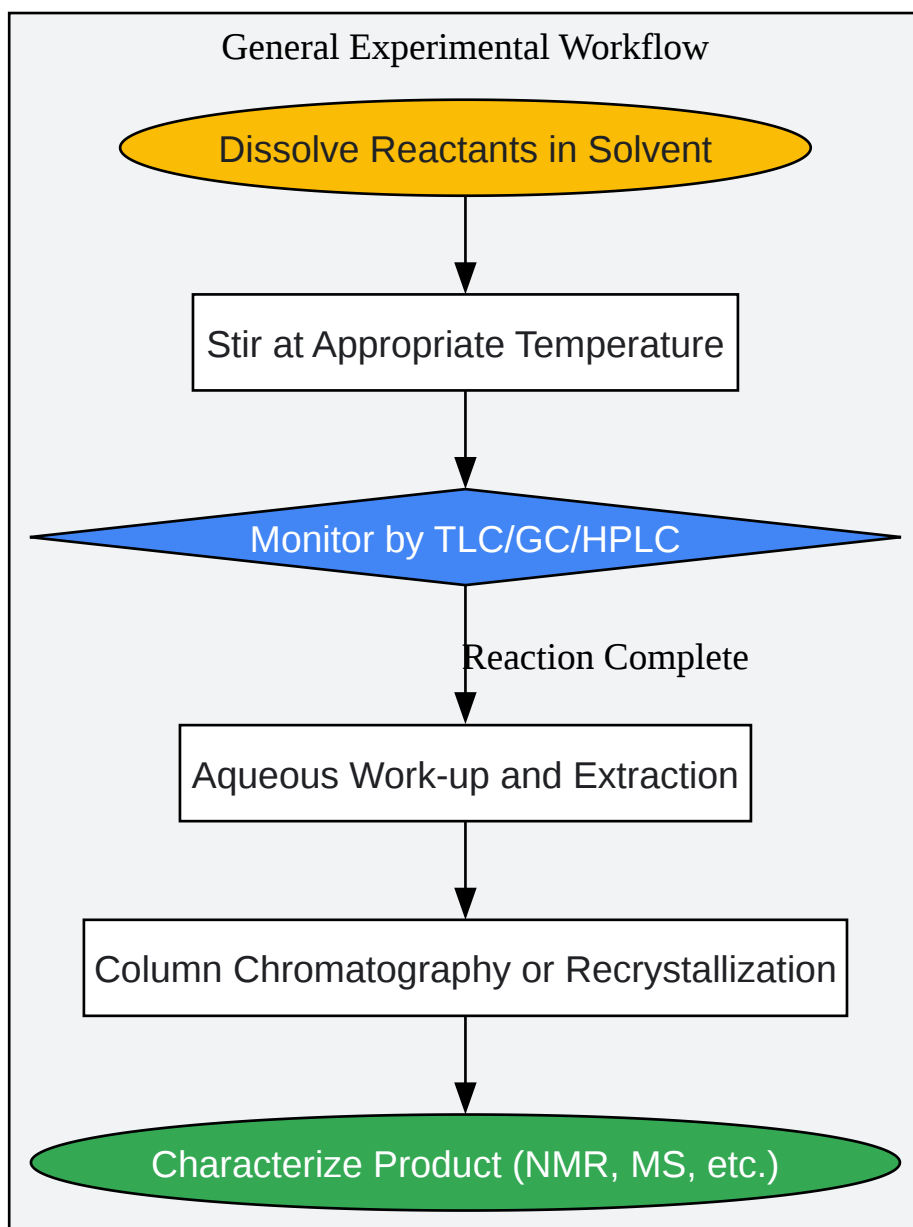 General Experimental Workflow
Dissolve Reactants in Solvent
Stir at Appropriate Temperature
Monitor by TLC/GC/HPLC
Reaction Complete
Aqueous Work-up and Extraction
Column Chromatography or Recrystallization
Characterize Product (NMR, MS, etc.)